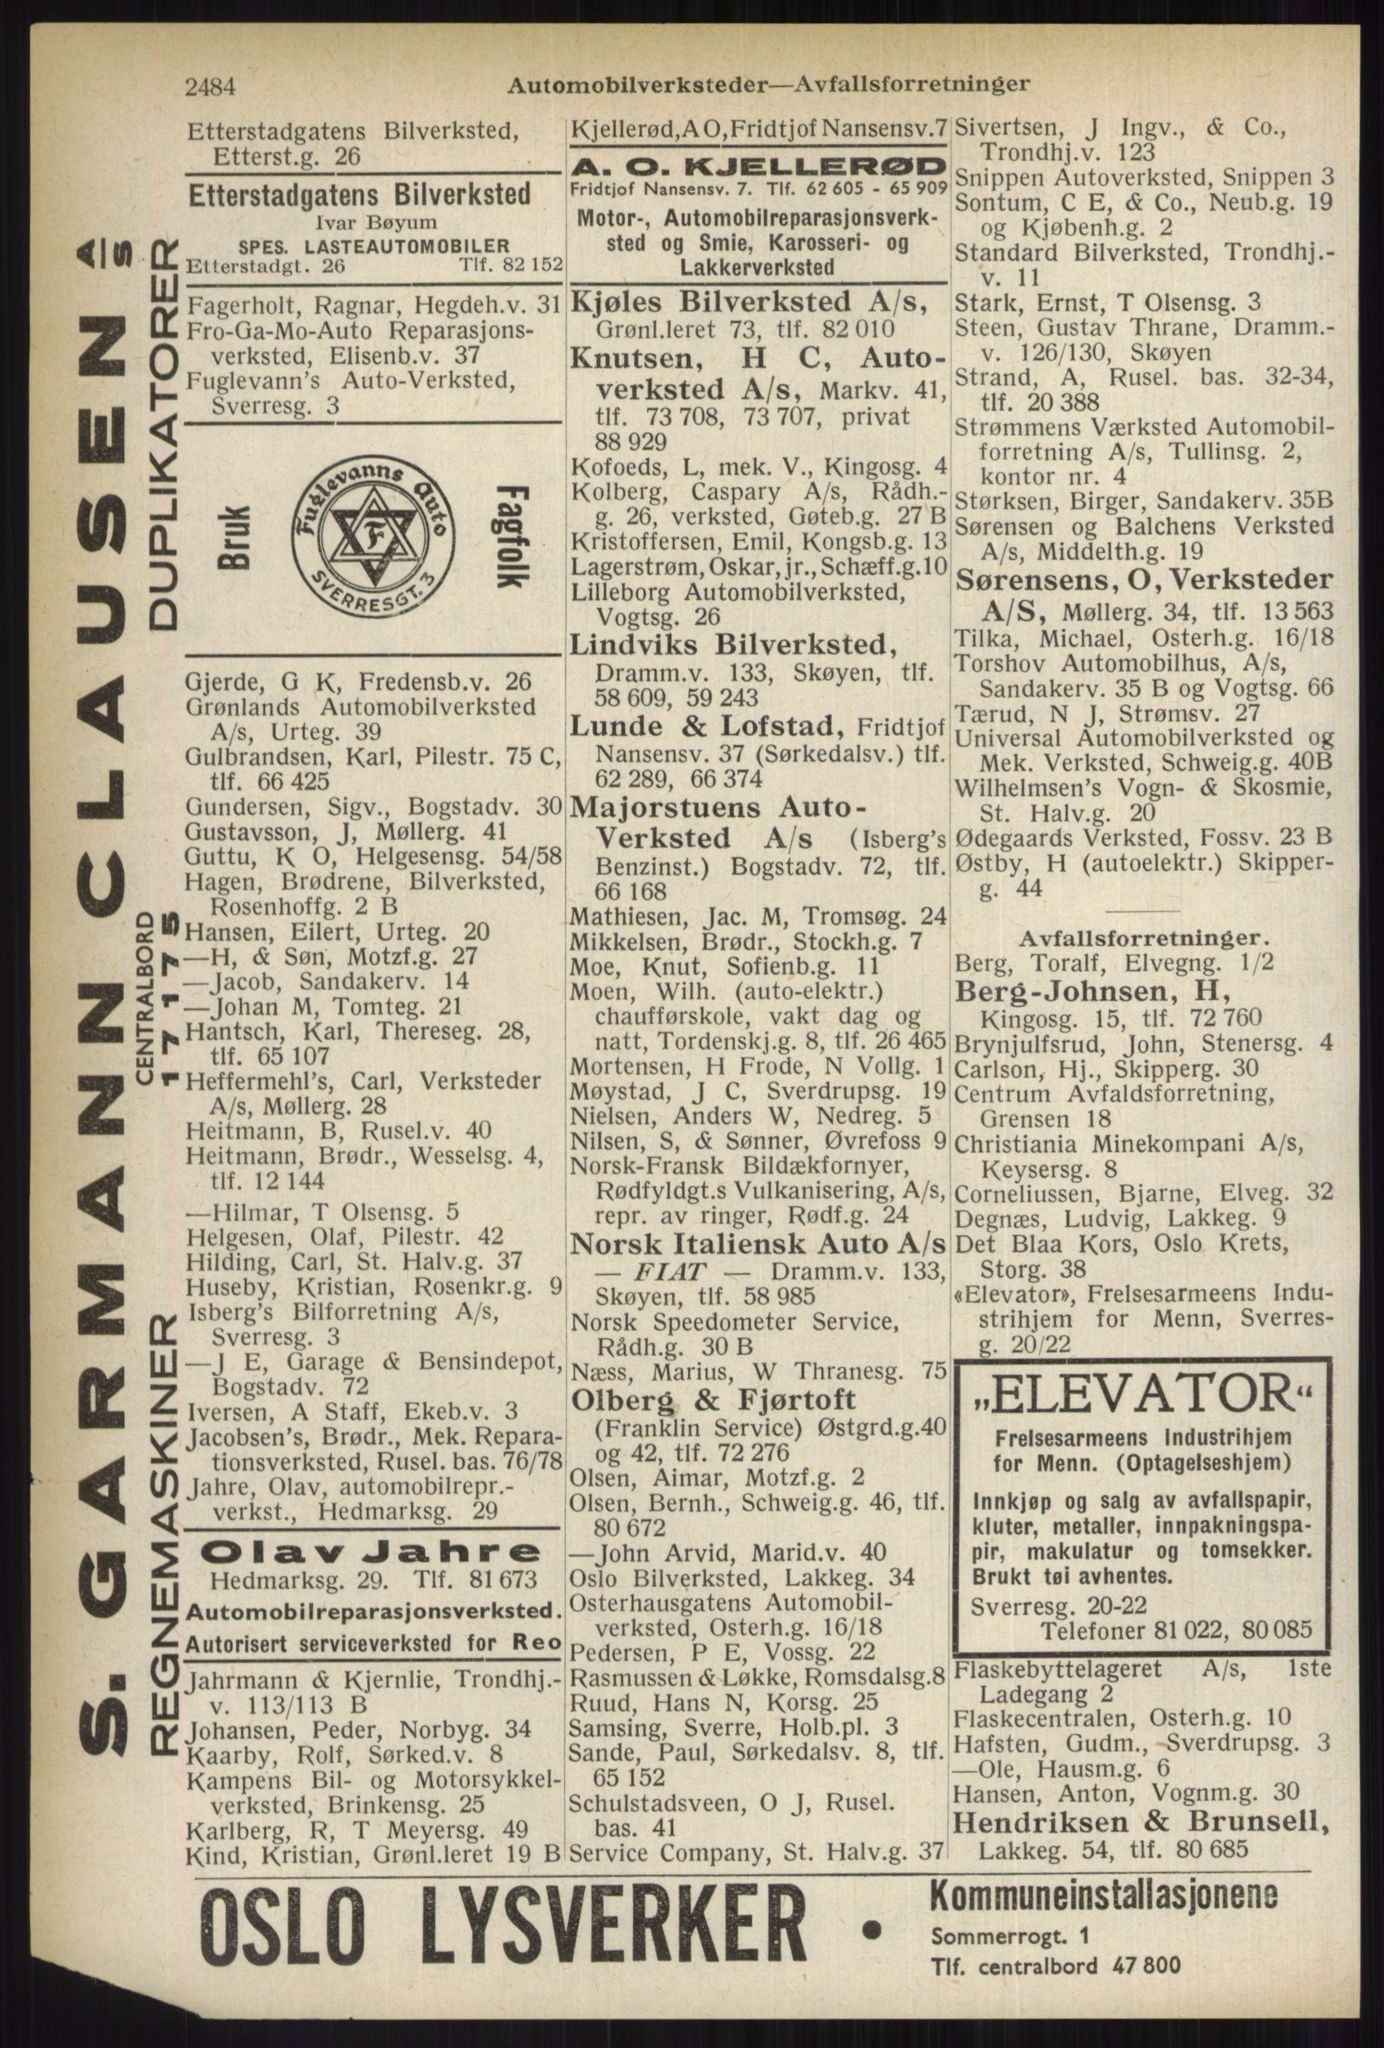 2484
Automobilverksteder—Avfallsforretninger
S. GARMANN CLAUSEN A/s
REGNEMASKINER
CENTRALBORD
17175
DUPLIKATORER
Etterstadgatens Bilverksted,
Etterst.g. 26
Etterstadgatens Bilverksted
Ivar Bøyum
SPES. LASTEAUTOMOBILER
Etterstadgt. 26 Tlf. 82 152
Fagerholt, Ragnar, Hegdeh.v. 31
Fro-Ga-Mo-Auto Reparasjons-
verksted, Elisenb.v. 37
Fuglevann's Auto-Verksted,
Sverresg. 3
Bruk
Fuglevanns Auto
F
SVERRESGT. 3
Fagfolk
Gjerde, G K, Fredensb.v. 26
Grønlands Automobilverksted
A/s, Urteg. 39
Gulbrandsen, Karl, Pilestr. 75 C,
tlf. 66 425
Gundersen, Sigv., Bogstadv. 30
Gustavsson, J, Møllerg. 41
Guttu, K O, Helgesensg. 54/58
Hagen, Brødrene, Bilverksted,
Rosenhoffg. 2 B
Hansen, Eilert, Urteg. 20
—H, & Søn, Motzf.g. 27
—Jacob, Sandakerv. 14
—Johan M, Tomteg. 21
Hantsch, Karl, Thereseg. 28,
tlf. 65 107
Heffermehl's, Carl, Verksteder
A/s, Møllerg. 28
Heitmann, B, Rusel.v. 40
Heitmann, Brødr., Wesselsg. 4,
tlf. 12 144
—Hilmar, T Olsensg. 5
Helgesen, Olaf, Pilestr. 42
Hilding, Carl, St. Halv.g. 37
Huseby, Kristian, Rosenkr.g. 9
Isberg's Bilforretning A/s,
Sverresg. 3
—J E, Garage & Bensindepot,
Bogstadv. 72
Iversen, A Staff, Ekeb.v. 3
Jacobsen's, Brødr., Mek. Repara-
tionsverksted, Rusel. bas. 76/78
Jahre, Olav, automobilrepr.-
verkst., Hedmarksg. 29
Olav Jahre
Hedmarksg. 29. Tlf. 81 673
Automobilreparasjonsverksted.
Autorisert serviceverksted for Reo
Jahrmann & Kjernlie, Trondhj.-
v. 113/113 B
Johansen, Peder, Norbyg. 34
Kaarby, Rolf, Sørked.v. 8
Kampens Bil- og Motorsykkel-
verksted, Brinkensg. 25
Karlberg, R, T Meyersg. 49
Kind, Kristian, Grønl.leret 19 B
Kjellerød, A O, Fridtjof Nansensv. 7
A. O. KJELLERØD
Fridtjof Nansensv. 7. Tlf. 62 605 - 65 909
Motor-, Automobilreparasjonsverk-
sted og Smie, Karosseri- og
Lakkerverksted
Kjøles Bilverksted A/s,
Grønl.leret 73, tlf. 82 010
Knutsen, H C, Auto-
verksted A/s, Markv. 41,
tlf. 73 708, 73 707, privat
88 929
Kofoeds, L, mek. V., Kingosg. 4
Kolberg, Caspary A/s, Rådh.-
g. 26, verksted, Gøteb.g. 27 B
Kristoffersen, Emil, Kongsb.g. 13
Lagerstrøm, Oskar, jr., Schæff.g. 10
Lilleborg Automobilverksted,
Vogtsg. 26
Lindviks Bilverksted,
Dramm.v. 133, Skøyen, tlf.
58 609, 59 243
Lunde & Lofstad, Fridtjof
Nansensv. 37 (Sørkedalsv.) tlf.
62 289, 66 374
Majorstuens Auto-
Verksted A/s (Isberg's
Benzinst.) Bogstadv. 72, tlf.
66 168
Mathiesen, Jac. M, Tromsøg. 24
Mikkelsen, Brødr., Stockh.g. 7
Moe, Knut, Sofienb.g. 11
Moen, Wilh. (auto-elektr.)
chaufførskole, vakt dag og
natt, Tordenskj.g. 8, tlf. 26 465
Mortensen, H Frode, N Vollg. 1
Møystad, J C, Sverdrupsg. 19
Nielsen, Anders W, Nedreg. 5
Nilsen, S, & Sønner, Øvrefoss 9
Norsk-Fransk Bildækfornyer,
Rødfyldgt.s Vulkanisering, A/s,
repr. av ringer, Rødf.g. 24
Norsk Italiensk Auto A/s
— FIAT — Dramm.v. 133,
Skøyen, tlf. 58 985
Norsk Speedometer Service,
Rådh.g. 30 B
Næss, Marius, W Thranesg. 75
Olberg & Fjørtoft
(Franklin Service) Østgrd.g. 40
og 42, tlf. 72 276
Olsen, Aimar, Motzf.g. 2
Olsen, Bernh., Schweig.g. 46, tlf.
80 672
—John Arvid, Marid.v. 40
Oslo Bilverksted, Lakkeg. 34
Osterhausgatens Automobil-
verksted, Osterh.g. 16/18
Pedersen, P E, Vossg. 22
Rasmussen & Løkke, Romsdalsg. 8
Ruud, Hans N, Korsg. 25
Samsing, Sverre, Holb.pl. 3
Sande, Paul, Sørkedalsv. 8, tlf.
65 152
Schulstadsveen, O J, Rusel.
bas. 41
Service Company, St. Halv.g. 37
Sivertsen, J Ingv., & Co.,
Trondhj.v. 123
Snippen Autoverksted, Snippen 3
Sontum, C E, & Co., Neub.g. 19
og Kjøbenh.g. 2
Standard Bilverksted, Trondhj.-
v. 11
Stark, Ernst, T Olsensg. 3
Steen, Gustav Thrane, Dramm.-
v. 126/130, Skøyen
Strand, A, Rusel. bas. 32-34,
tlf. 20 388
Strømmens Værksted Automobil-
forretning A/s, Tullinsg. 2,
kontor nr. 4
Størksen, Birger, Sandakerv. 35B
Sørensen og Balchens Verksted
A/s, Middelth.g. 19
Sørensens, O, Verksteder
A/S, Møllerg. 34, tlf. 13 563
Tilka, Michael, Osterh.g. 16/18
Torshov Automobilhus, A/s,
Sandakerv. 35 B og Vogtsg. 66
Tærud, N J, Strømsv. 27
Universal Automobilverksted og
Mek. Verksted, Schweig.g. 40B
Wilhelmsen's Vogn- & Skosmie,
St. Halv.g. 20
Ødegaards Verksted, Fossv. 23 B
Østby, H (autoelektr.) Skipper-
g. 44
Avfallsforretninger.
Berg, Toralf, Elvegng. 1/2
Berg-Johnsen, H,
Kingosg. 15, tlf. 72 760
Brynjulfsrud, John, Stenersg. 4
Carlson, Hj., Skipperg. 30
Centrum Avfaldsforretning,
Grensen 18
Christiania Minekompani A/s,
Keysersg. 8
Corneliussen, Bjarne, Elveg. 32
Degnæs, Ludvig, Lakkeg. 9
Det Blaa Kors, Oslo Krets,
Storg. 38
«Elevator», Frelsesarmeens Indu-
strihjem for Menn, Sverres-
g. 20/22
„ELEVATOR“
Frelsesarmeens Industrihjem
for Menn. (Optagelseshjem)
Innkjøp og salg av avfallspapir,
kluter, metaller, innpakningspa-
pir, makulatur og tomsekker.
Brukt tøi avhentes.
Sverresg. 20-22
Telefoner 81 022, 80 085
Flaskebyttelageret A/s, 1ste
Ladegang 2
Flaskecentralen, Osterh.g. 10
Hafsten, Gudm., Sverdrupsg. 3
—Ole, Hausm.g. 6
Hansen, Anton, Vognm.g. 30
Hendriksen & Brunsell,
Lakkeg. 54, tlf. 80 685
OSLO LYSVERKER •
Kommuneinstallasjonene
Sommerrogt. 1
Tlf. centralbord 47 800